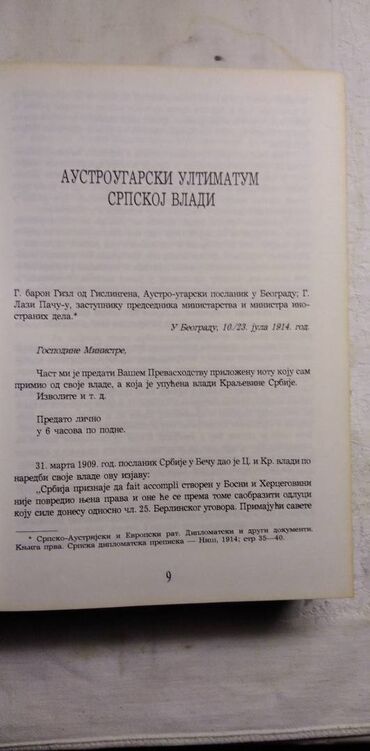 АУСТРОУГАРСКИ УЛТИМАТУМ
СРПСКОЈ ВЛАДИ
Г. барон Гизл од Гислингена, Аустро-угарски посланик у Београду; Г.
Лази Пачу-у, заступнику председника министарства и министра ино-
страних дела.*
У Београду, 10./23. јула 1914. год.
Господине Министре,
Част ми је предати Вашем Превасходству приложену ноту коју сам
примио од своје владе, а која је упућена влади Краљевине Србије.
Изволите и т. д.
Предато лично
у 6 часова по подне.
31. марта 1909. год. посланик Србије у Бечу дао је Ц. и Кр. влади по
наредби своје владе ову изјаву:
„Србија признаје да fait accompli створен у Босни и Херцеговини
није повредио њена права и оне ће се према томе саобразити одлуци
коју силе донесу односно чл. 25. Берлинског уговора. Примајући савете
* Српско-Аустријски и Европски рат. Дипломатски и други документи.
Књига прва. Српска дипломатска преписка — Ниш, 1914; стр 35—40.
9